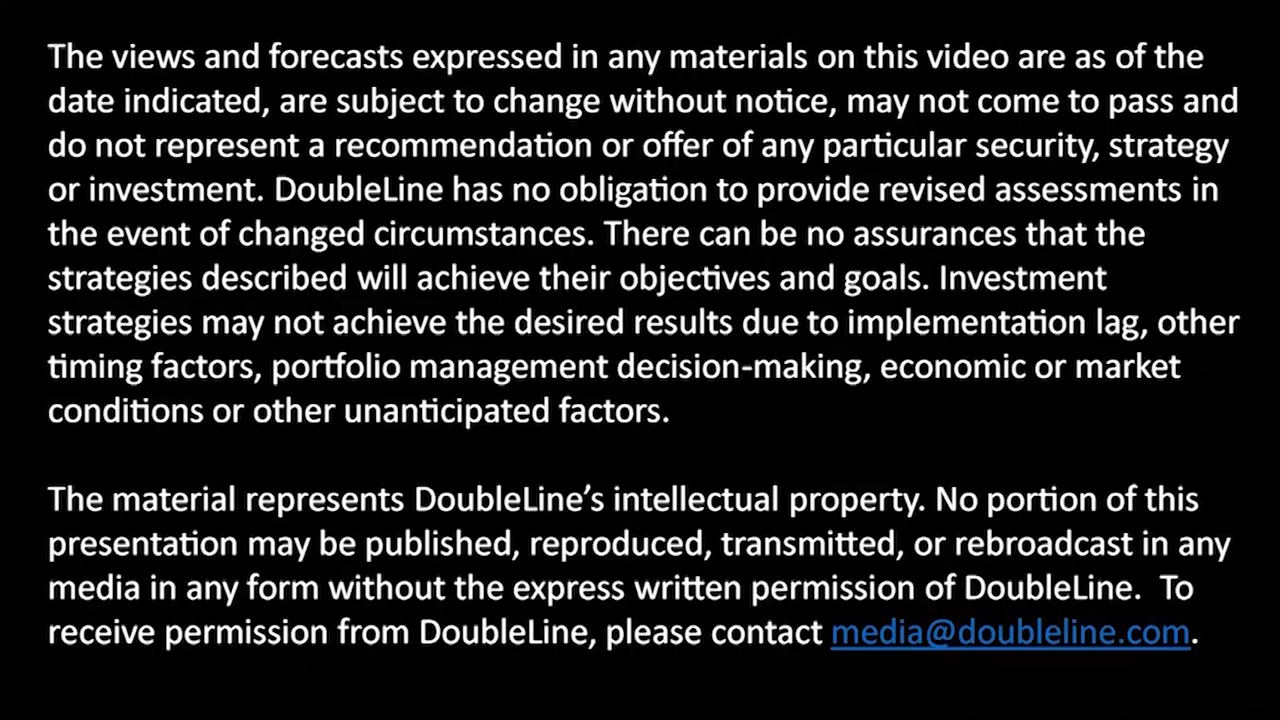 The views and forecasts expressed in any materials on this video are as of the
date indicated, are subject to change without notice, may not come to pass and
do not represent a recommendation or offer of any particular security, strategy
or investment. DoubleLine has no obligation to provide revised assessments in
the event of changed circumstances. There can be no assurances that the
strategies described will achieve their objectives and goals. Investment
strategies may not achieve the desired results due to implementation lag, other
timing factors, portfolio management decision-making, economic or market
conditions or other unanticipated factors.
The material represents DoubleLine’s intellectual property. No portion of this
presentation may be published, reproduced, transmitted, or rebroadcast in any
media in any form without the express written permission of DoubleLine.  To
receive permission from DoubleLine, please contact media@doubleline.com.